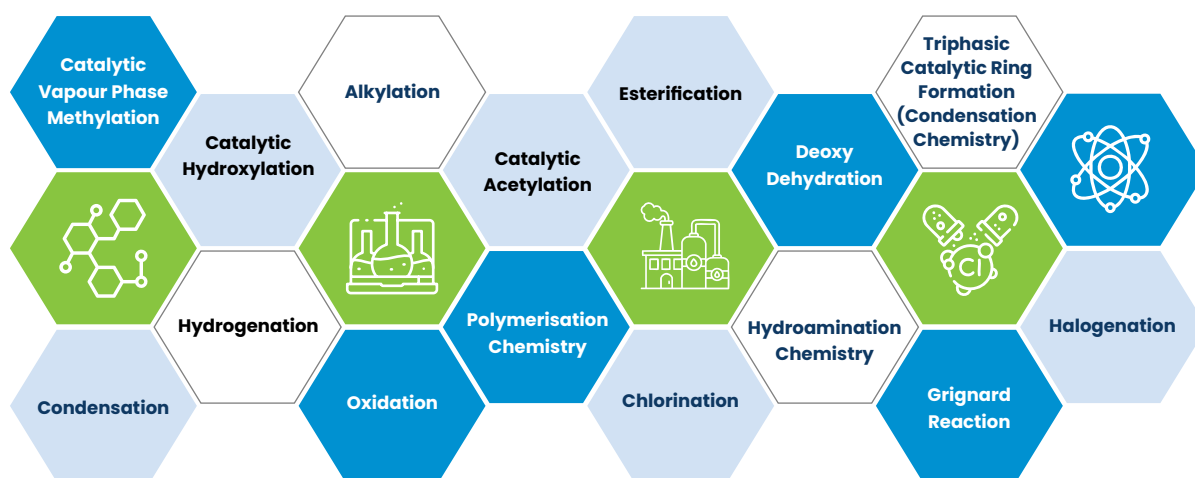 Catalytic
Vapour Phase
Methylation
Catalytic
Hydroxylation
Alkylation
Catalytic
Acetylation
Esterification
Deoxy
Dehydration
Triphasic
Catalytic Ring
Formation
(Condensation
Chemistry)
Cl
Condensation
Hydrogenation
Oxidation
Polymerisation
Chemistry
Chlorination
Hydroamination
Chemistry
Grignard
Reaction
Halogenation